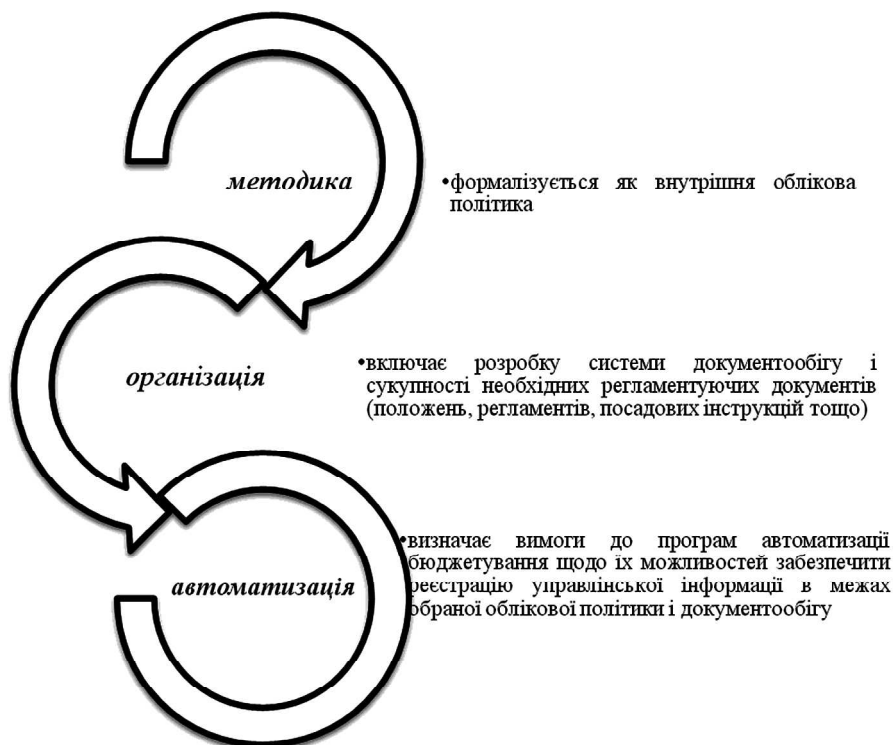 методика
•формалізується як внутрішня облікова
політика
організація
•включає розробку системи документообігу і
сукупності необхідних регламентуючих документів
(положень, регламентів, посадових інструкцій тощо)
автоматизація
•визначає вимоги до програм автоматизації
бюджетування щодо їх можливостей забезпечити
реєстрацію управлінської інформації в межах
обраної облікової політики і документообігу